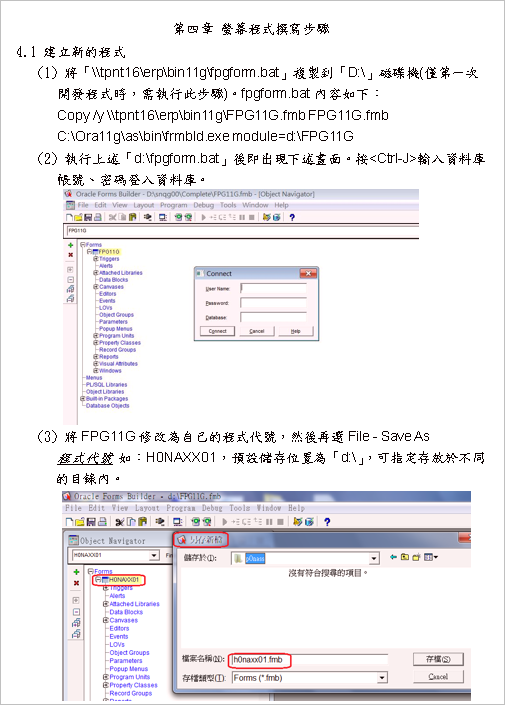 第四章 螢幕程式撰寫步驟
4.1 建立新的程式
(1) 將「\\tpnt16\erp\bin11g\fpgform.bat」複製到「D:\」磁碟機(僅第一次
開發程式時，需執行此步驟)。fpgform.bat 內容如下：
Copy /y \\tpnt16\erp\bin11g\FPG11G.fmb FPG11G.fmb
C:\Ora11g\as\bin\frmbld.exe module=d:\FPG11G
(2) 執行上述「d:\fpgform.bat」後即出現下述畫面。按<Ctrl-J>輸入資料庫
帳號、密碼登入資料庫。
Oracle Forms Builder - D:\snqg00\Complete\FPG11G.fmb - [Object Navigator]
File Edit View Layout Program Debug Tools Window Help
FPG11G
Forms
FPG11G
Triggers
Alerts
Attached Libraries
Data Blocks
Canvases
Editors
Events
LOVs
Object Groups
Parameters
Popup Menus
Program Units
Property Classes
Record Groups
Reports
Visual Attributes
Windows
Menus
PL/SQL Libraries
Object Libraries
Built-in Packages
Database Objects
Connect
User Name:
Password:
Database:
Connect Cancel Help
(3) 將 FPG11G 修改為自己的程式代號，然後再選 File - Save As
程式代號 如：H0NAXX01，預設儲存位置為「d:\」，可指定存放於不同
的目錄內。
Oracle Forms Builder - d:\FPG11G.fmb
File Edit View Layout Program Debug Tools Window Help
Object Navigator
H0NAXX01 Fin
Forms
H0NAXX01
Triggers
Alerts
Attached Libraries
Data Blocks
Canvases
Editors
Events
LOVs
Object Groups
Parameters
Popup Menus
Program Units
Property Classes
Record Groups
Reports
另存新檔
儲存於(I):
沒有符合搜尋的項目。
檔案名稱(N): h0naxx01.fmb 存檔(S)
存檔類型(T): Forms (*.fmb) Cancel